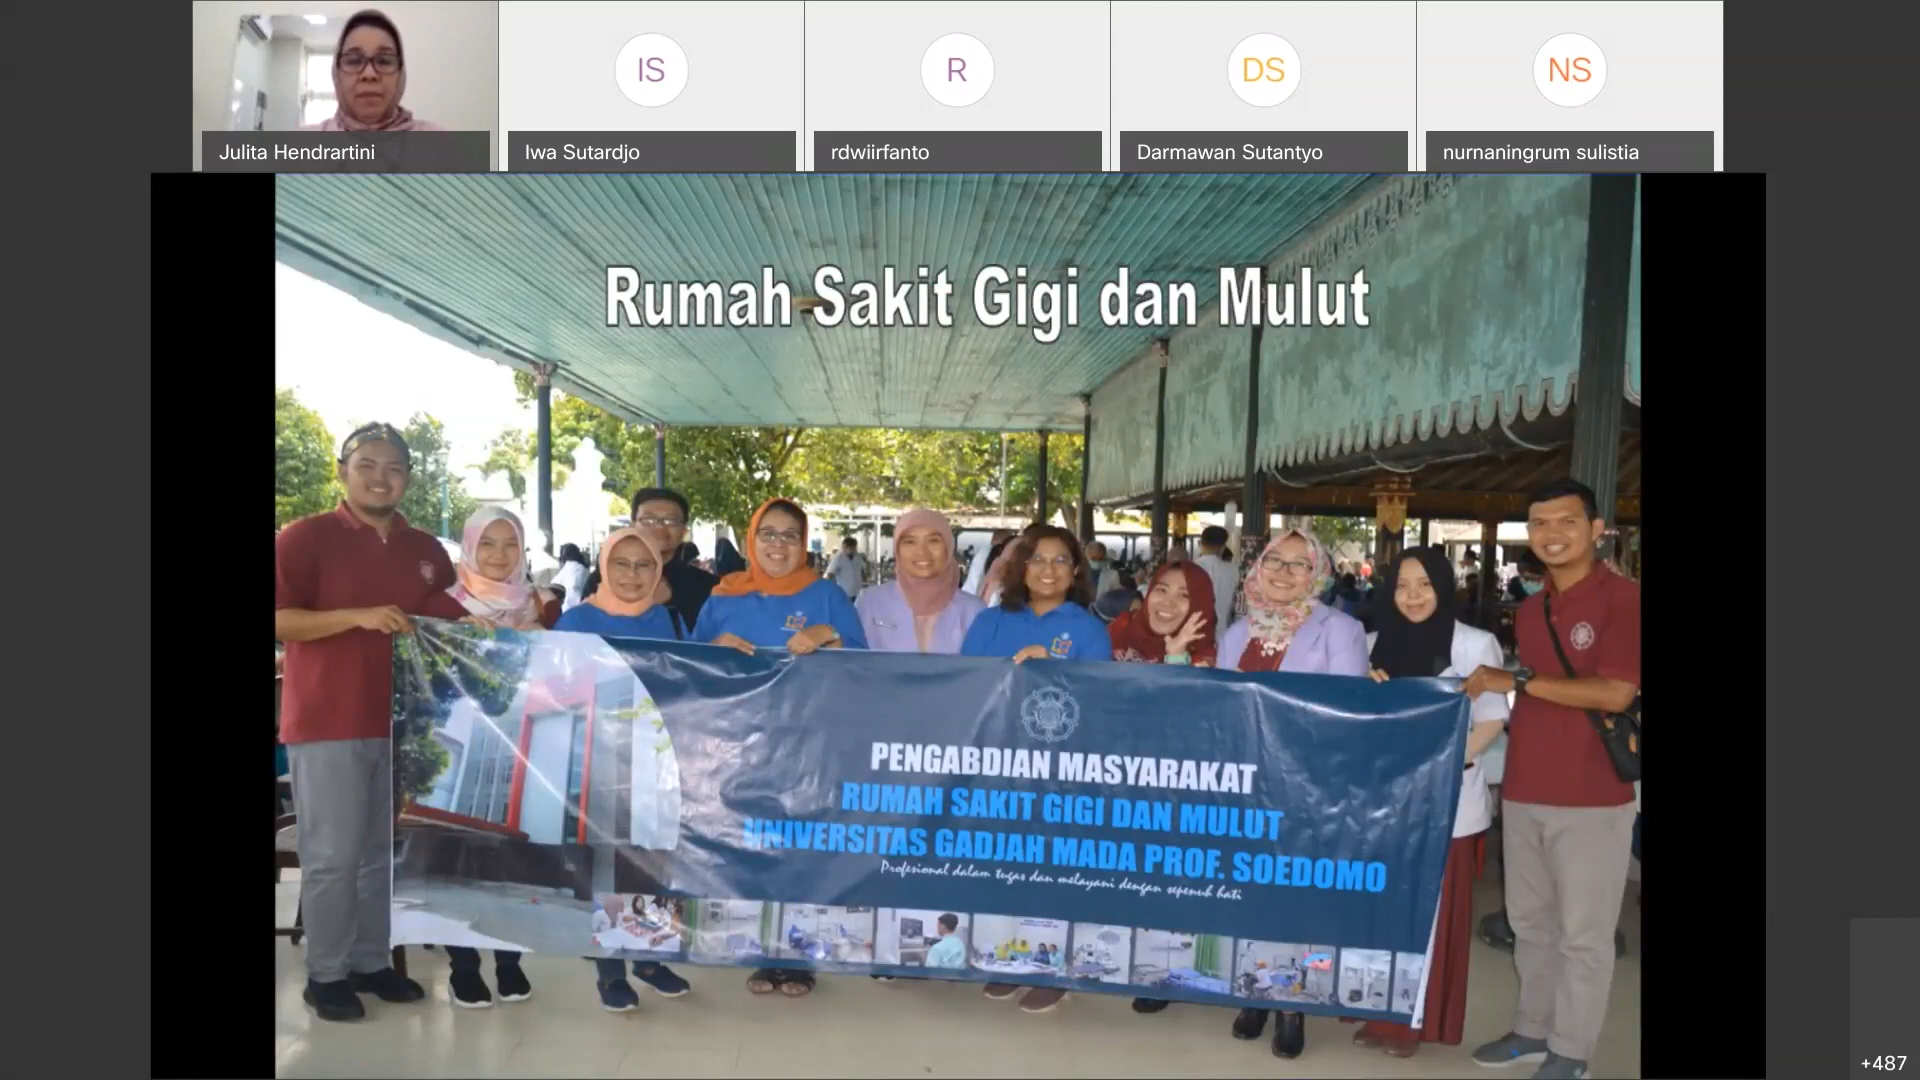 IS
R
DS
NS
Julita Hendrartini
Iwa Sutardjo
rdwiirfanto
Darmawan Sutantyo
nurnaningrum sulistia
Rumah Sakit Gigi dan Mulut
PENGABDIAN MASYARAKAT
RUMAH SAKIT GIGI DAN MULUT
UNIVERSITAS GADJAH MADA PROF. SOEDOMO
Profesional dalam tugas dan melayani dengan sepenuh hati
+487